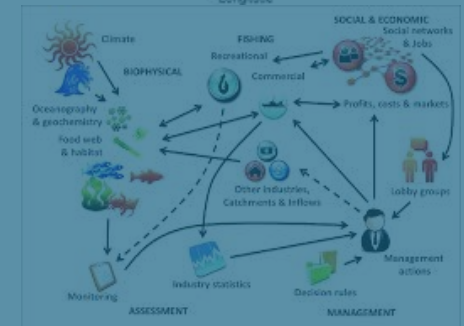 SOCIAL & ECONOMIC
Social networks
& Jobs
FISHING
Recreational
Commercial
Climate
BIOPHYSICAL
Oceanography
& geochemistry
Profits, costs & markets
Food web
& habitat
Other industries,
Catchments & Inflows
Lobby groups
Management
actions
Industry statistics
Monitoring
Decision rules
ASSESSMENT
MANAGEMENT